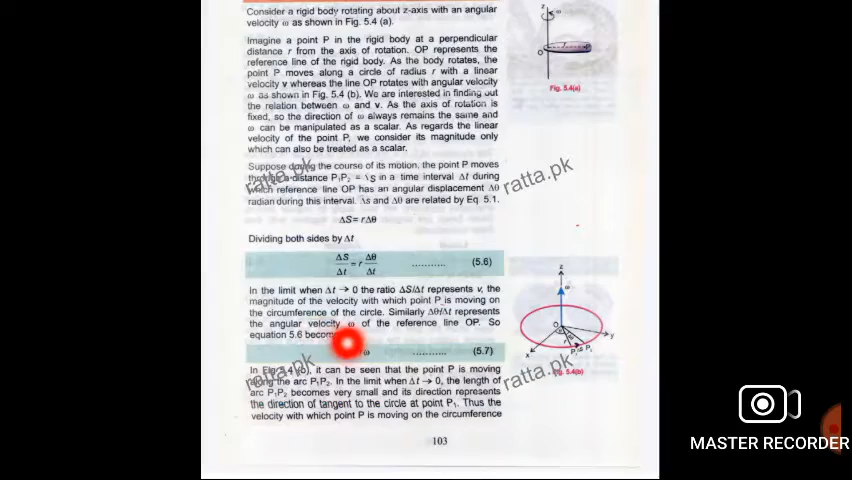 Consider a rigid body rotating about z-axis with an angular
velocity ω as shown in Fig. 5.4 (a).
Imagine a point P in the rigid body at a perpendicular
distance r from the axis of rotation. OP represents the
reference line of the rigid body. As the body rotates, the
point P moves along a circle of radius r with a linear
velocity v whereas the line OP rotates with angular velocity
ω as shown in Fig. 5.4 (b). We are interested in finding out
the relation between ω and v. As the axis of rotation is
fixed, so the direction of ω always remains the same and
ω can be manipulated as a scalar. As regards the linear
velocity of the point P, we consider its magnitude only
which can also be treated as a scalar.
Suppose during the course of its motion, the point P moves
through a distance P₁P₂ = Δs in a time interval Δt during
which reference line OP has an angular displacement Δθ
radian during this interval. Δs and Δθ are related by Eq. 5.1.
ΔS = rΔθ
Dividing both sides by Δt
ΔS/Δt = r Δθ/Δt ........... (5.6)
In the limit when Δt → 0 the ratio ΔS/Δt represents v, the
magnitude of the velocity with which point P is moving on
the circumference of the circle. Similarly Δθ/Δt represents
the angular velocity ω of the reference line OP. So
equation 5.6 becomes
ω ........... (5.7)
In Fig. 5.4 (b), it can be seen that the point P is moving
along the arc P₁P₂. In the limit when Δt → 0, the length of
arc P₁P₂ becomes very small and its direction represents
the direction of tangent to the circle at point P₁. Thus the
velocity with which point P is moving on the circumference
103
z
ω
r
O
Fig. 5.4(a)
z
ω
O
y
x
r
P₂
P₁
Fig. 5.4(b)
ratta.pk
ratta.pk
ratta.pk
ratta.pk
MASTER RECORDER